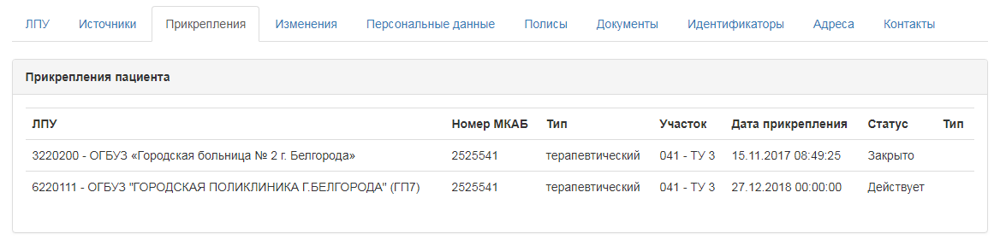 ЛПУ Источники Прикрепления Изменения Персональные данные Полисы Документы Идентификаторы Адреса Контакты
Прикрепления пациента
ЛПУ Номер МКАБ Тип Участок Дата прикрепления Статус Тип
3220200 - ОГБУЗ «Городская больница № 2 г. Белгорода» 2525541 терапевтический 041 - ТУ 3 15.11.2017 08:49:25 Закрыто
6220111 - ОГБУЗ "ГОРОДСКАЯ ПОЛИКЛИНИКА Г.БЕЛГОРОДА" (ГП7) 2525541 терапевтический 041 - ТУ 3 27.12.2018 00:00:00 Действует